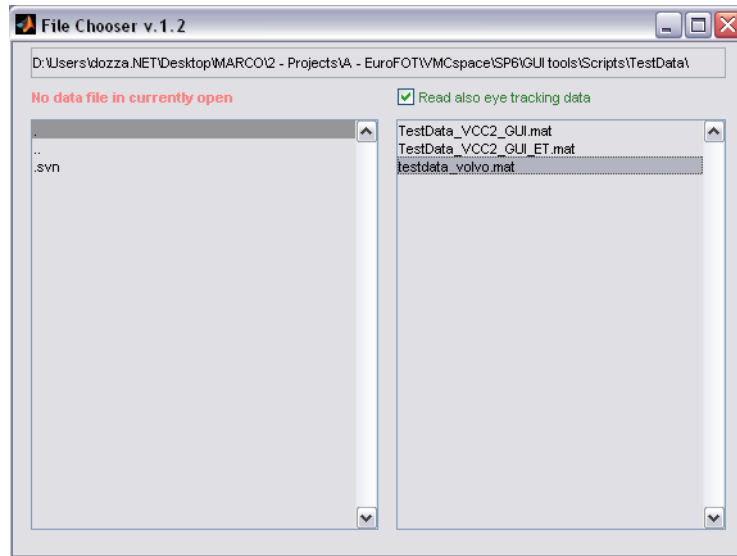 File Chooser v.1.2
D:\Users\dozza.NET\Desktop\MARCO\2 - Projects\A - EuroFOT\VMCspace\SP6\GUI tools\Scripts\TestData\
No data file in currently open
Read also eye tracking data
.
..
.svn
TestData_VCC2_GUI.mat
TestData_VCC2_GUI_ET.mat
testdata_volvo.mat